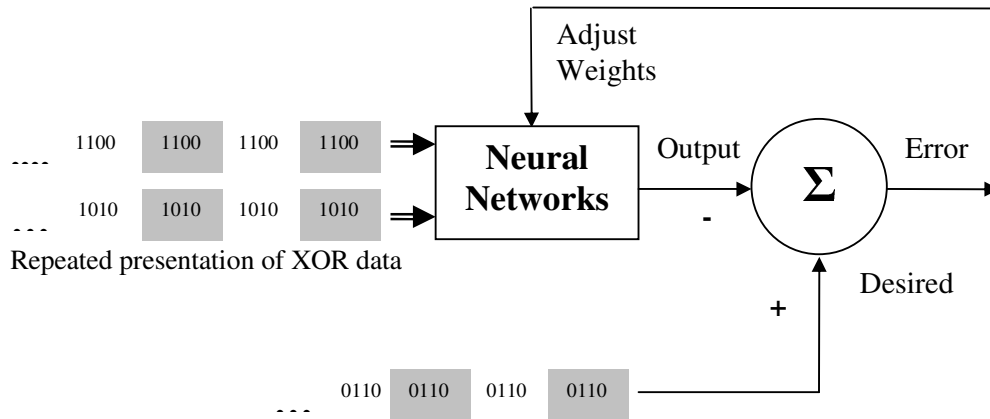 Adjust
Weights
1100 1100 1100 1100
....
Neural
Networks
Output
Σ
Error
1010 1010 1010 1010
...
-
Repeated presentation of XOR data
Desired
+
0110 0110 0110 0110
...